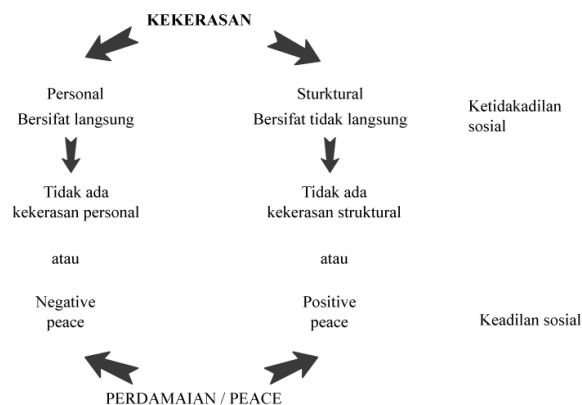 KEKERASAN
Personal
Bersifat langsung
Sturktural
Bersifat tidak langsung
Ketidakadilan
sosial
Tidak ada
kekerasan personal
Tidak ada
kekerasan struktural
atau
atau
Negative
peace
Positive
peace
Keadilan sosial
PERDAMAIAN / PEACE